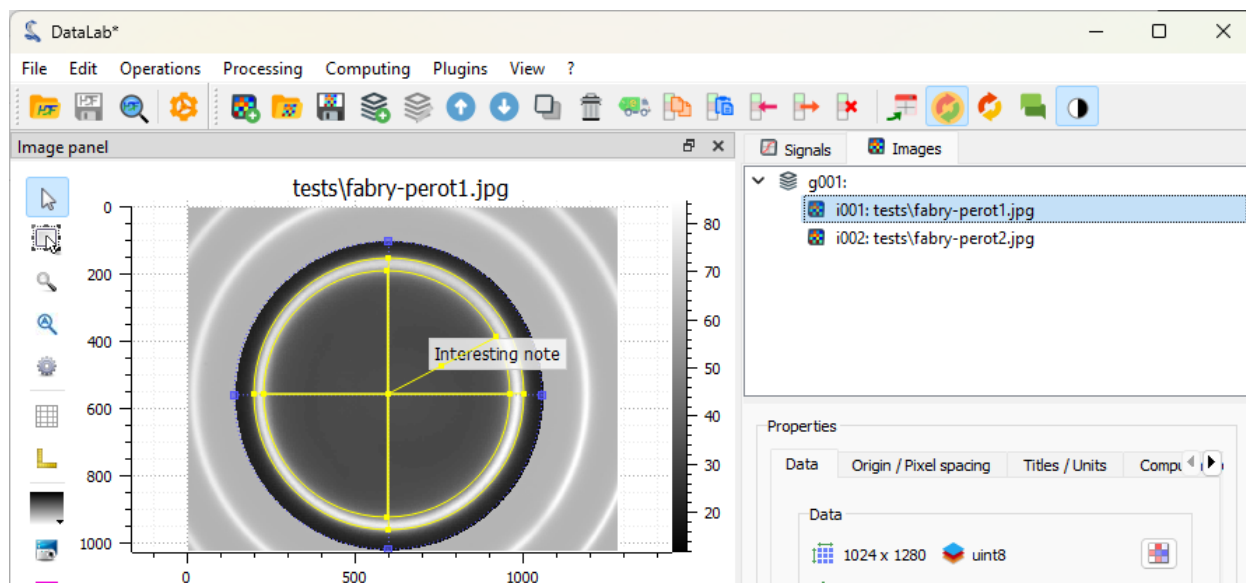 DataLab*
File Edit Operations Processing Computing Plugins View ?
Image panel
Signals Images
tests\fabry-perot1.jpg
g001:
i001: tests\fabry-perot1.jpg
i002: tests\fabry-perot2.jpg
0
200
400
600
800
1000
0 500 1000
80
70
60
50
40
30
20
Interesting note
Properties
Data Origin / Pixel spacing Titles / Units
Data
1024 x 1280 uint8